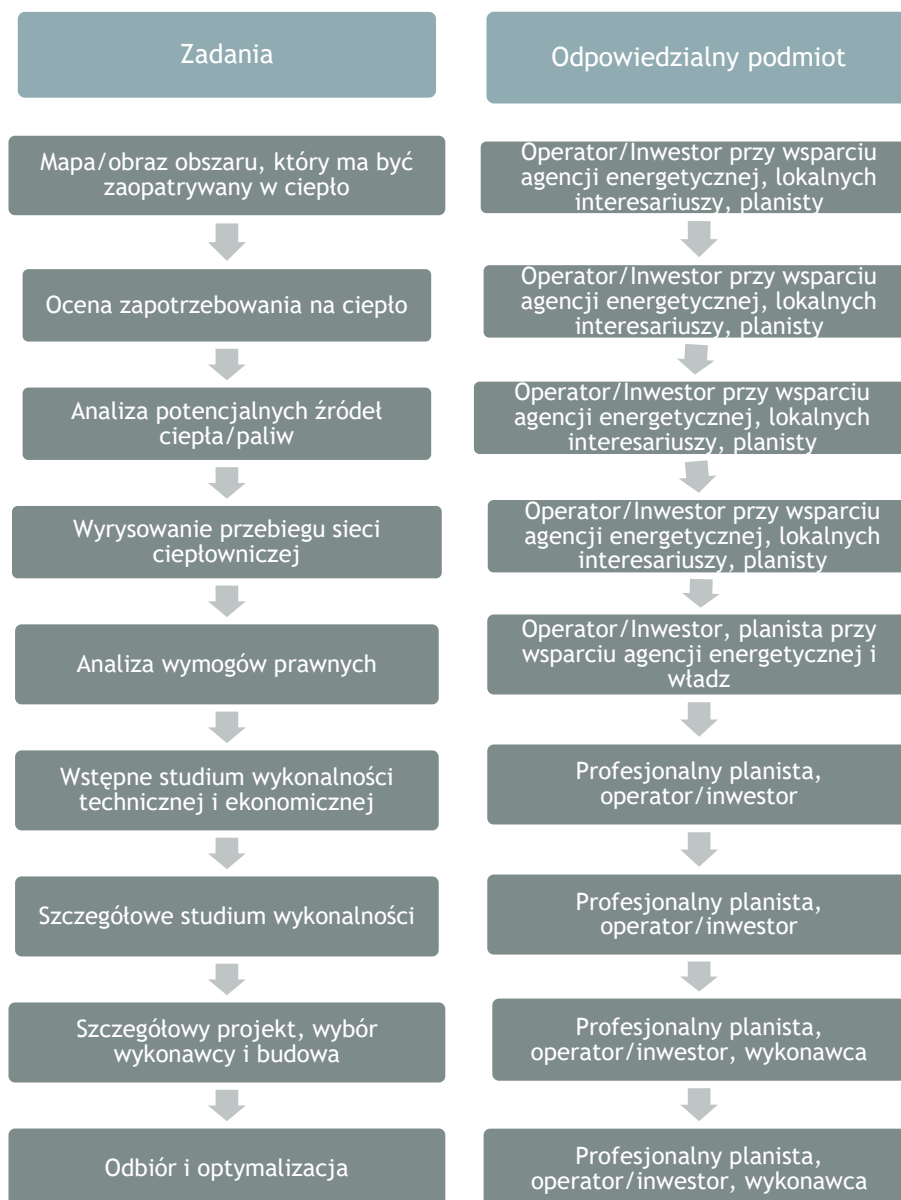 Zadania
Odpowiedzialny podmiot
Mapa/obraz obszaru, który ma być
zaopatrywany w ciepło
Operator/Inwestor przy wsparciu
agencji energetycznej, lokalnych
interesariuszy, planisty
Ocena zapotrzebowania na ciepło
Operator/Inwestor przy wsparciu
agencji energetycznej, lokalnych
interesariuszy, planisty
Analiza potencjalnych źródeł
ciepła/paliw
Operator/Inwestor przy wsparciu
agencji energetycznej, lokalnych
interesariuszy, planisty
Wyrysowanie przebiegu sieci
ciepłowniczej
Operator/Inwestor przy wsparciu
agencji energetycznej, lokalnych
interesariuszy, planisty
Analiza wymogów prawnych
Operator/Inwestor, planista przy
wsparciu agencji energetycznej i
władz
Wstępne studium wykonalności
technicznej i ekonomicznej
Profesjonalny planista,
operator/inwestor
Szczegółowe studium wykonalności
Profesjonalny planista,
operator/inwestor
Szczegółowy projekt, wybór
wykonawcy i budowa
Profesjonalny planista,
operator/inwestor, wykonawca
Odbiór i optymalizacja
Profesjonalny planista,
operator/inwestor, wykonawca